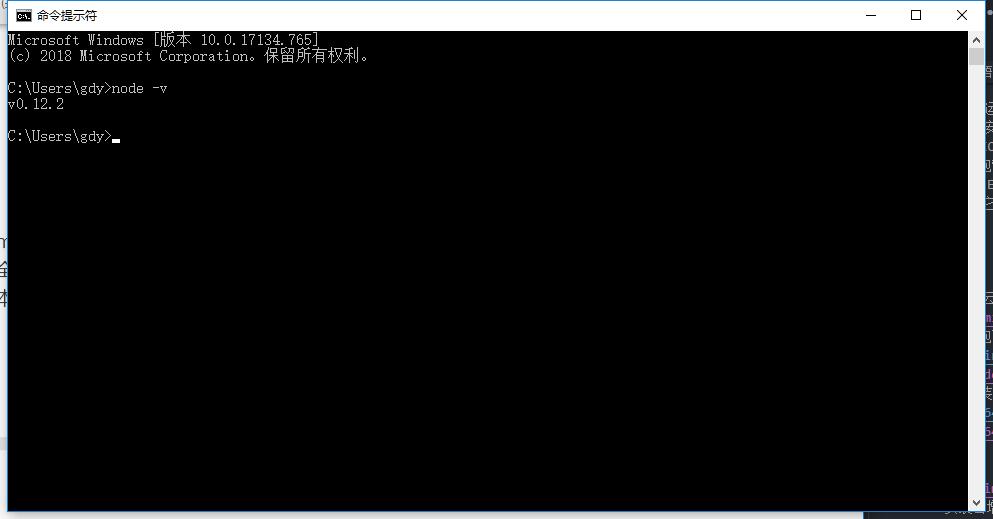 命令提示符
Microsoft Windows [版本 10.0.17134.765]
(c) 2018 Microsoft Corporation。保留所有权利。
C:\Users\gdy>node -v
v0.12.2
C:\Users\gdy>